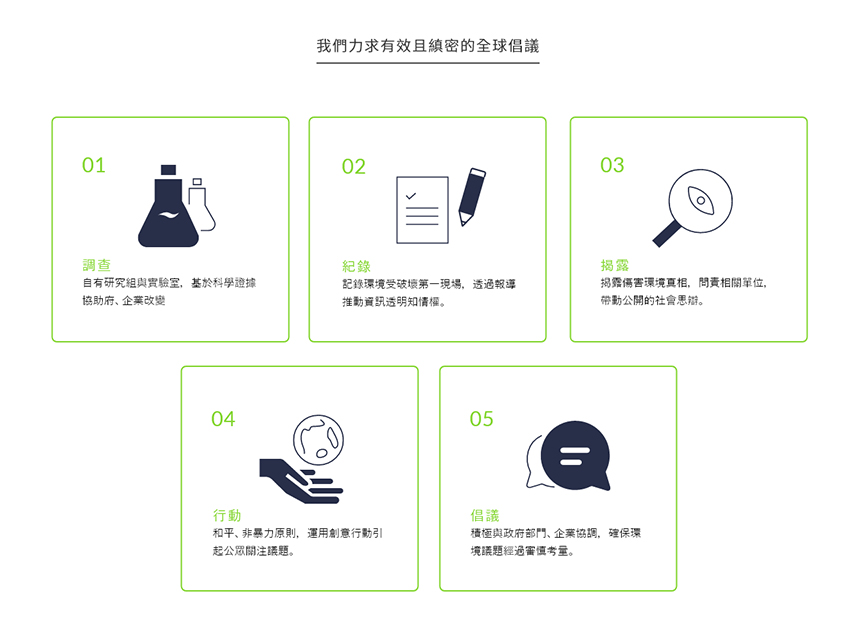 我們力求有效且縝密的全球倡議
01
調查
自有研究組與實驗室，基於科學證據
協助府、企業改變
02
紀錄
記錄環境受破壞第一現場，透過報導
推動資訊透明知情權。
03
揭露
揭露傷害環境真相，問責相關單位，
帶動公開的社會思辯。
04
行動
和平、非暴力原則，運用創意行動引
起公眾關注議題。
05
倡議
積極與政府部門、企業協調，確保環
境議題經過審慎考量。